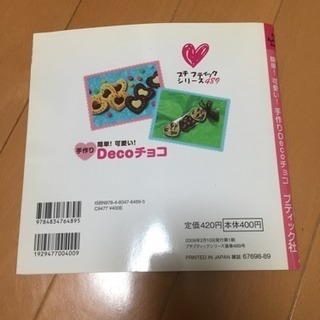 プチ ブティック
シリーズ489
簡単! 可愛い!
手作り Decoチョコ
ISBN978-4-8347-6489-5
C8477 ¥400E
9784834764895
1929477004009
定価420円 本体400円
2009年2月10日発行第1刷
プチブティックシリーズ通巻489号
PRINTED IN JAPAN 雑誌 67698-89
簡単! 可愛い! 手作りDecoチョコ ブティック社